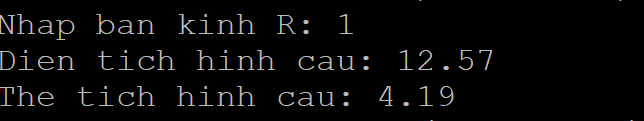 Nhap ban kinh R: 1
Dien tich hinh cau: 12.57
The tich hinh cau: 4.19